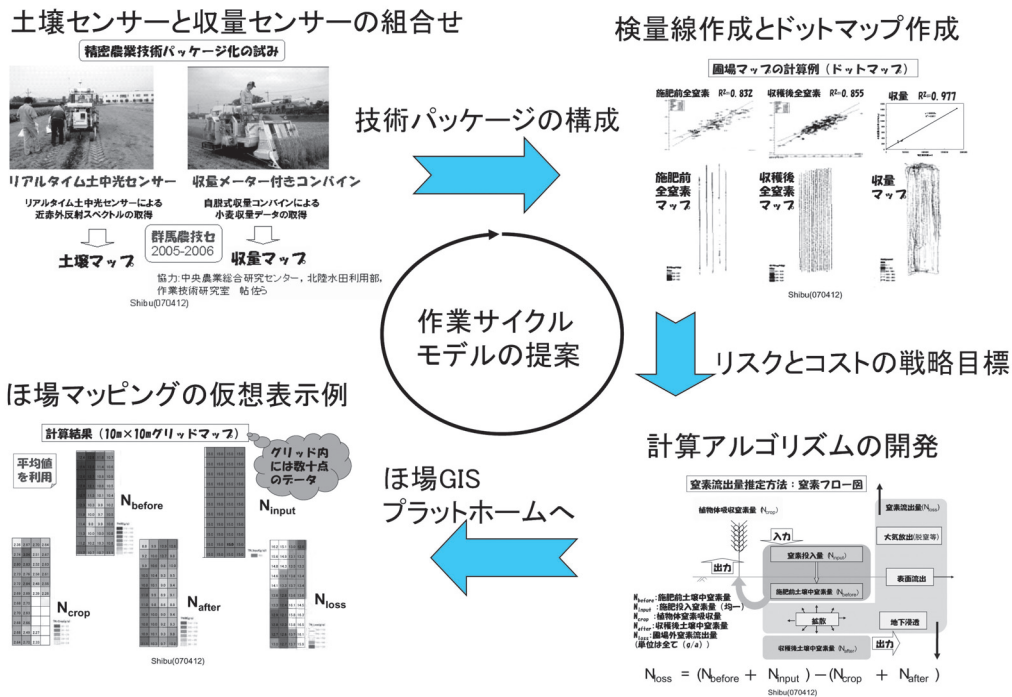 土壌センサーと収量センサーの組合せ
精密農業技術パッケージ化の試み
リアルタイム土中光センサー
収量メーター付きコンバイン
リアルタイム土中光センサーによる
近赤外反射スペクトルの取得
自脱式収量コンバインによる
小麦収量データの取得
土壌マップ
群馬農技セ
2005-2006
収量マップ
協力:中央農業総合研究センター，北陸水田利用部，
作業技術研究室 帖佐ら
Shibu(070412)
技術パッケージの構成
検量線作成とドットマップ作成
圃場マップの計算例（ドットマップ）
施肥前全窒素 R²=0.832
収穫後全窒素 R²=0.855
収量 R²=0.977
施肥前
全窒素
マップ
収穫後
全窒素
マップ
収量
マップ
Shibu(070412)
作業サイクル
モデルの提案
リスクとコストの戦略目標
計算アルゴリズムの開発
窒素流出量推定方法：窒素フロー図
植物体吸収窒素量 (Ncrop)
窒素流出量(Nloss)
入力
大気放出(脱窒等)
窒素投入量 (Ninput)
出力
表面流出
施肥前土壌中窒素量 (Nbefore)
Nbefore:施肥前土壌中窒素量
Ninput:施肥投入窒素量（均一）
Ncrop:植物体窒素吸収量
Nafter:収穫後土壌中窒素量
Nloss:圃場外窒素流出量
(単位は全て（g/a）)
拡散
地下浸透
収穫後土壌中窒素量 (Nafter)
出力
Nloss = (Nbefore + Ninput) −(Ncrop + Nafter )
Shibu(070412)
ほ場GIS
プラットホームへ
ほ場マッピングの仮想表示例
計算結果（10m×10mグリッドマップ）
平均値
を利用
グリッド内
には数十点
のデータ
Nbefore
Ninput
Ncrop
Nafter
Nloss
Shibu(070412)